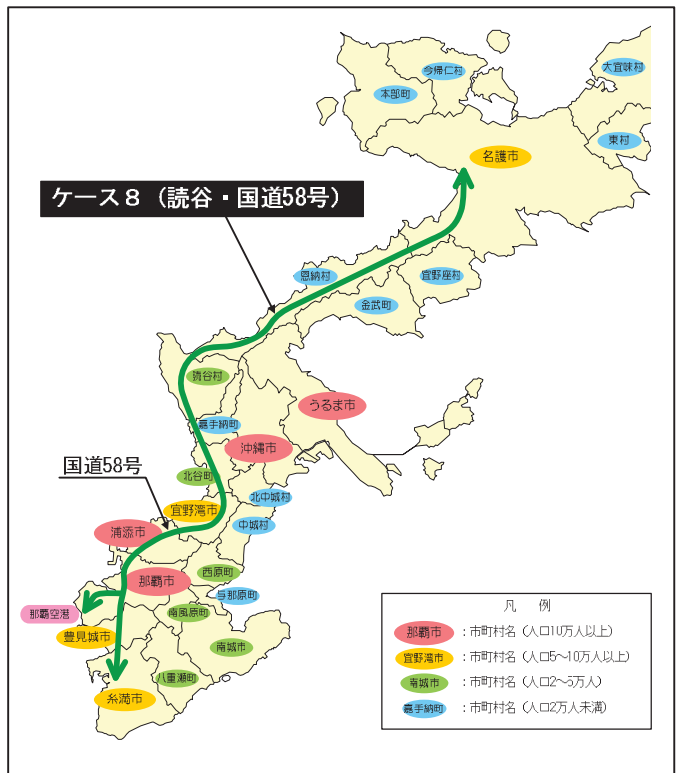 今帰仁村
大宜味村
本部町
東村
名護市
ケース８（読谷・国道58号）
恩納村
宜野座村
金武町
読谷村
うるま市
嘉手納町
沖縄市
国道58号
北谷町
北中城村
宜野湾市
中城村
浦添市
西原町
那覇市
与那原町
那覇空港
南風原町
豊見城市
南城市
八重瀬町
糸満市
凡　例
那覇市　：市町村名（人口10万人以上）
宜野湾市　：市町村名（人口5～10万人以上）
南城市　：市町村名（人口2～5万人）
嘉手納町　：市町村名（人口2万人未満）